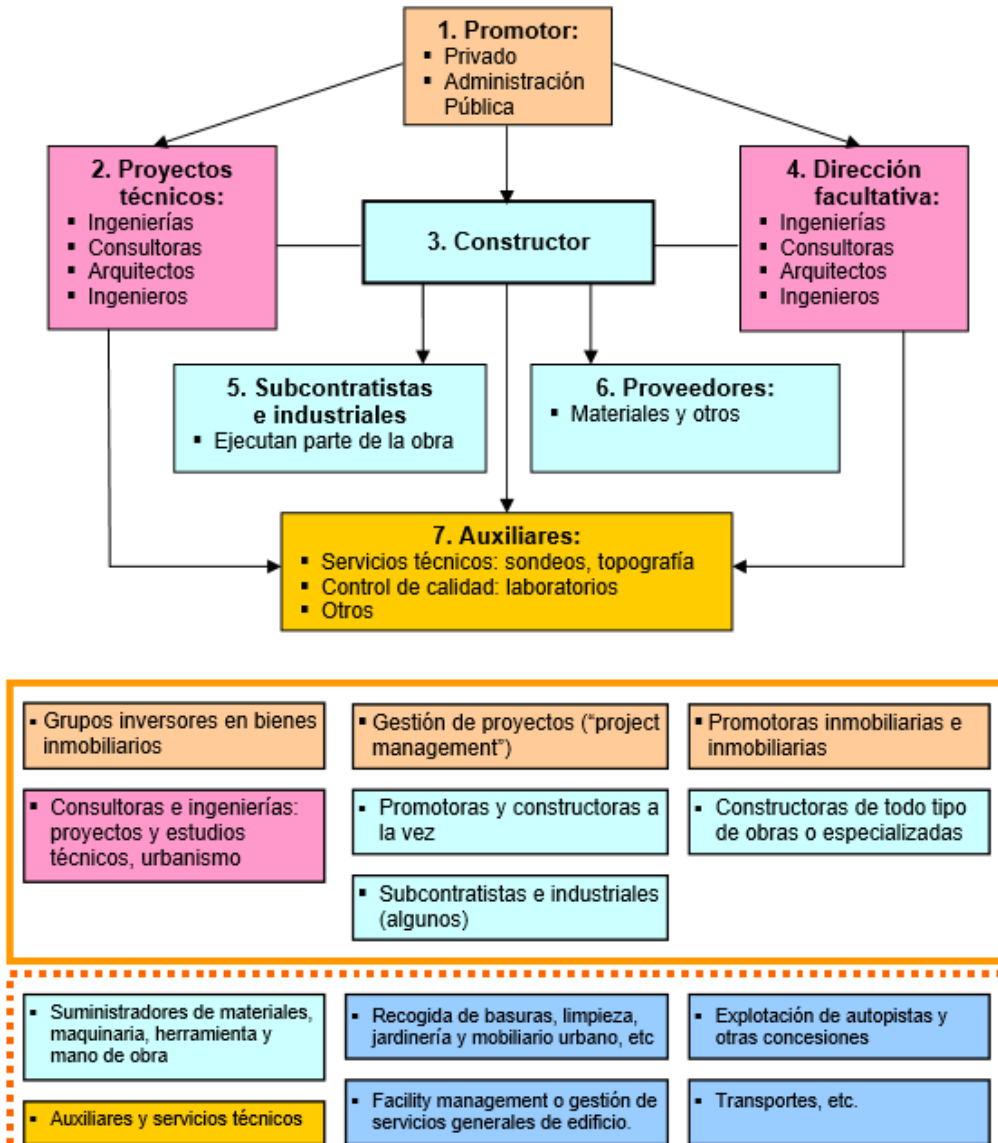 1. Promotor:
▪ Privado
▪ Administración
Pública
2. Proyectos
técnicos:
▪ Ingenierías
▪ Consultoras
▪ Arquitectos
▪ Ingenieros
3. Constructor
4. Dirección
facultativa:
▪ Ingenierías
▪ Consultoras
▪ Arquitectos
▪ Ingenieros
5. Subcontratistas
e industriales
▪ Ejecutan parte de la obra
6. Proveedores:
▪ Materiales y otros
7. Auxiliares:
▪ Servicios técnicos: sondeos, topografía
▪ Control de calidad: laboratorios
▪ Otros
▪ Grupos inversores en bienes
inmobiliarios
▪ Gestión de proyectos (“project
management”)
▪ Promotoras inmobiliarias e
inmobiliarias
▪ Consultoras e ingenierías:
proyectos y estudios
técnicos, urbanismo
▪ Promotoras y constructoras a
la vez
▪ Constructoras de todo tipo
de obras o especializadas
▪ Subcontratistas e industriales
(algunos)
▪ Suministradores de materiales,
maquinaria, herramienta y
mano de obra
▪ Recogida de basuras, limpieza,
jardinería y mobiliario urbano, etc
▪ Explotación de autopistas y
otras concesiones
▪ Auxiliares y servicios técnicos
▪ Facility management o gestión de
servicios generales de edificio.
▪ Transportes, etc.